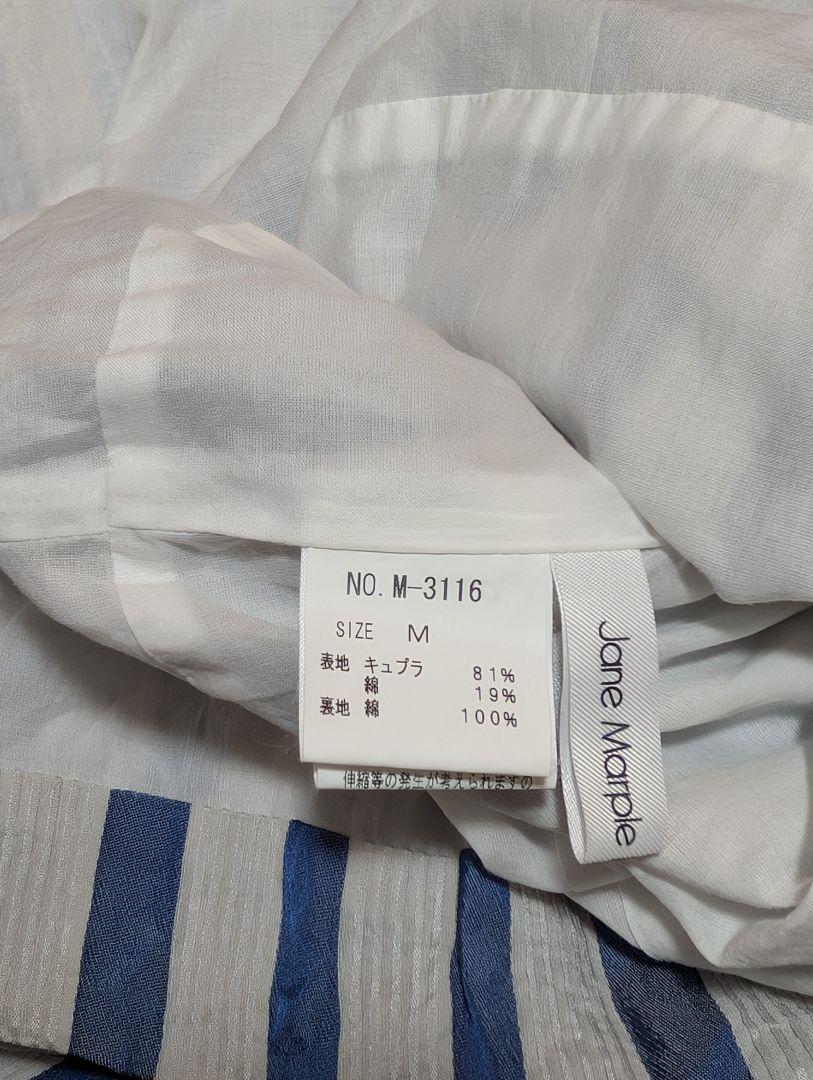 NO. M-3116
SIZE M
表地 キュプラ 81%
綿 19%
裏地 綿 100%
伸縮等の発生が考えられますの
Jane Marple